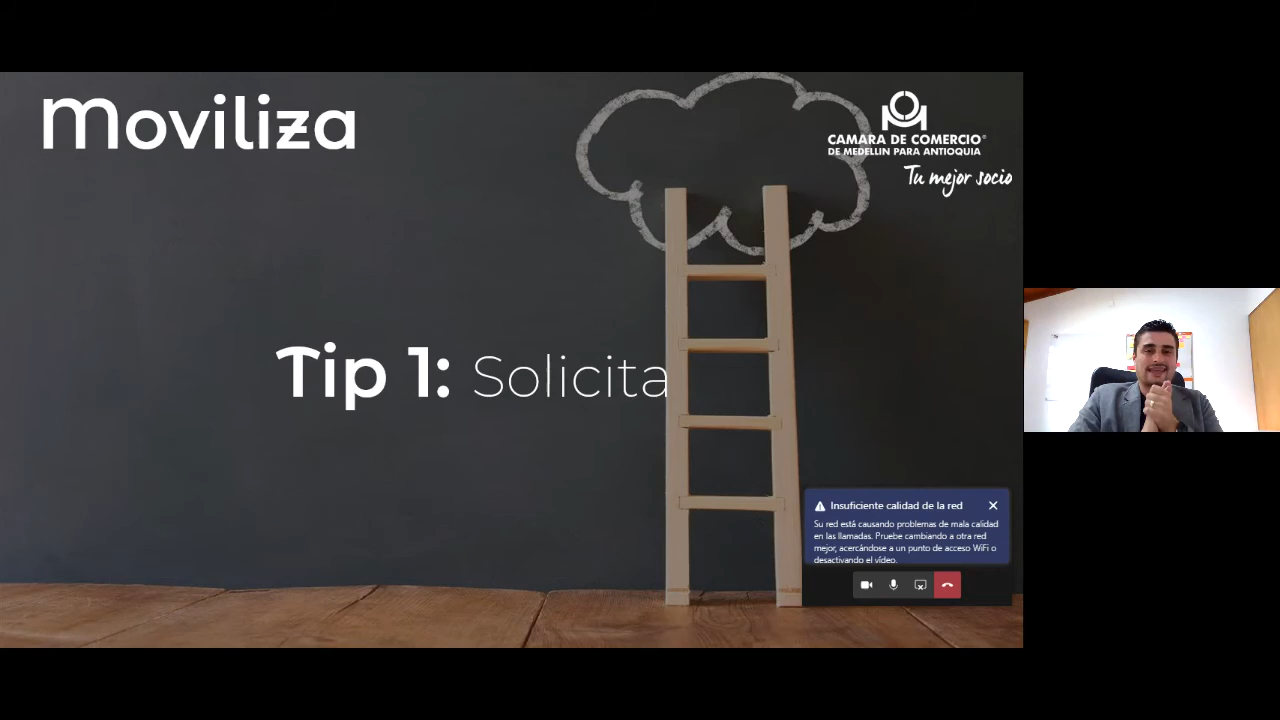 Moviliza
CAMARA DE COMERCIO®
DE MEDELLIN PARA ANTIOQUIA
Tu mejor socio
Tip 1: Solicita
Insuficiente calidad de la red
Su red está causando problemas de mala calidad
en las llamadas. Pruebe cambiando a otra red
mejor, acercándose a un punto de acceso WiFi o
desactivando el vídeo.